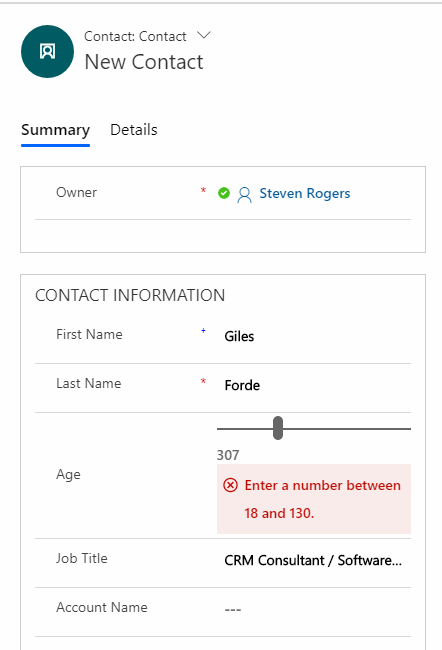 Contact: Contact
New Contact
Summary Details
Owner * Steven Rogers
CONTACT INFORMATION
First Name + Giles
Last Name * Forde
307
Age
Enter a number between
18 and 130.
Job Title CRM Consultant / Software...
Account Name ---